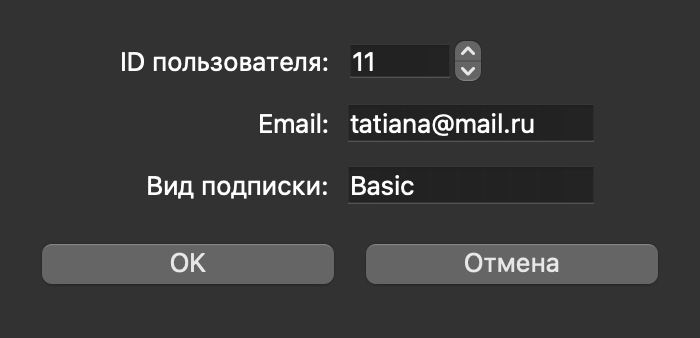 ID пользователя: 11
Email: tatiana@mail.ru
Вид подписки: Basic
OK Отмена